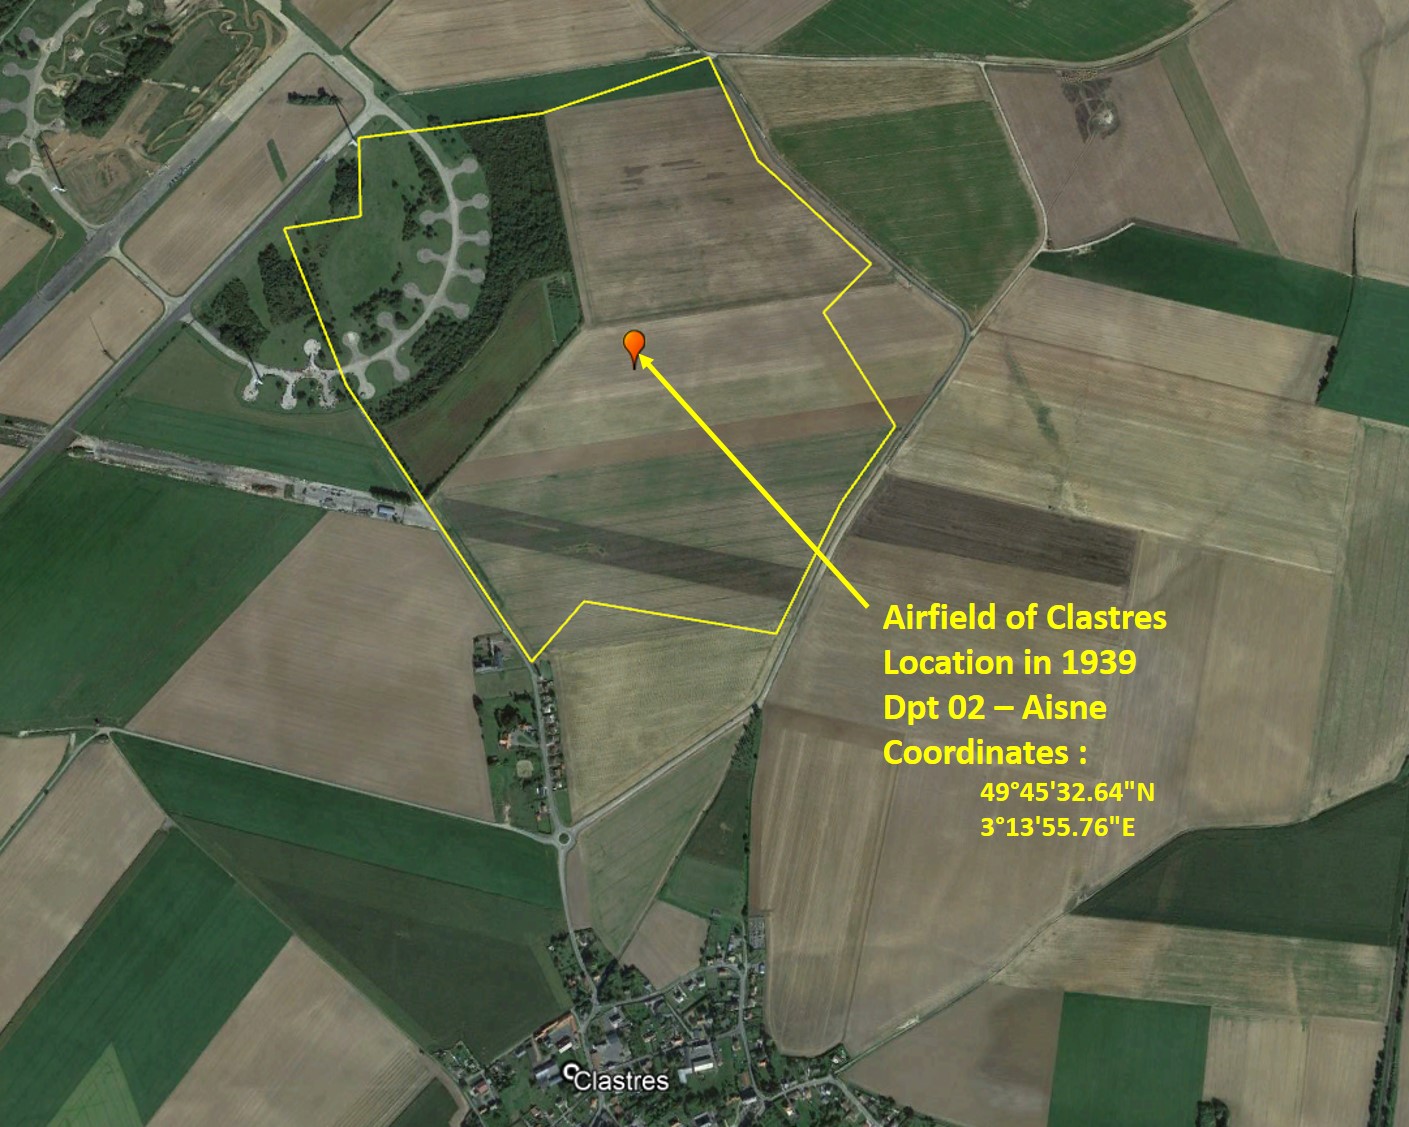 Airfield of Clastres
Location in 1939
Dpt 02 – Aisne
Coordinates :
49°45'32.64"N
3°13'55.76"E
Clastres